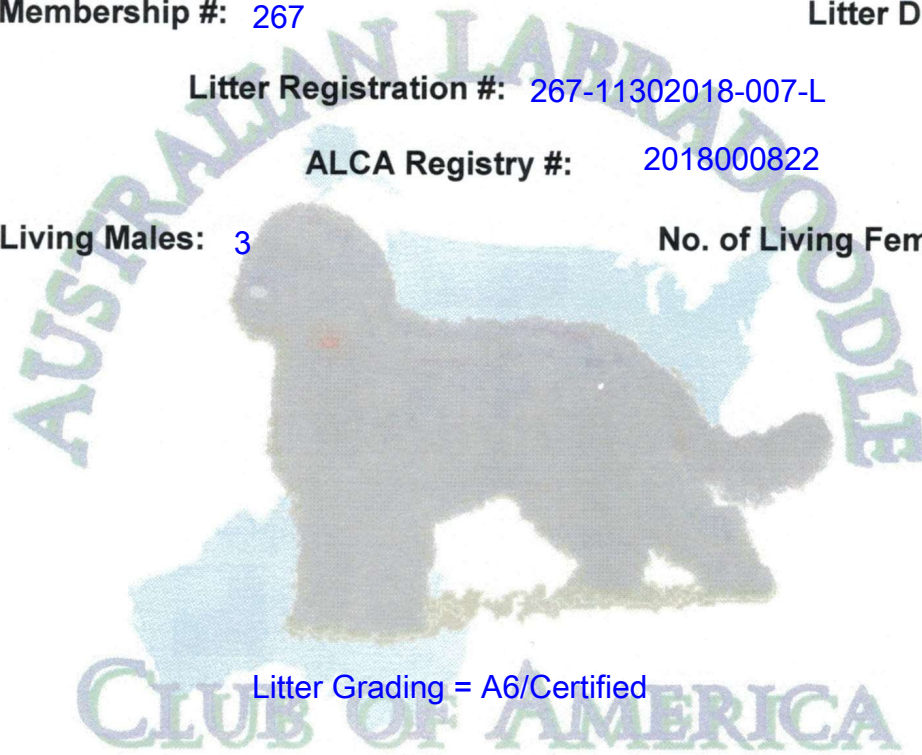 Membership #: 267 Litter D
Litter Registration #: 267-11302018-007-L
ALCA Registry #: 2018000822
Living Males: 3 No. of Living Fem
AUSTRALIAN LABRADOODLE
Litter Grading = A6/Certified
CLUB OF AMERICA